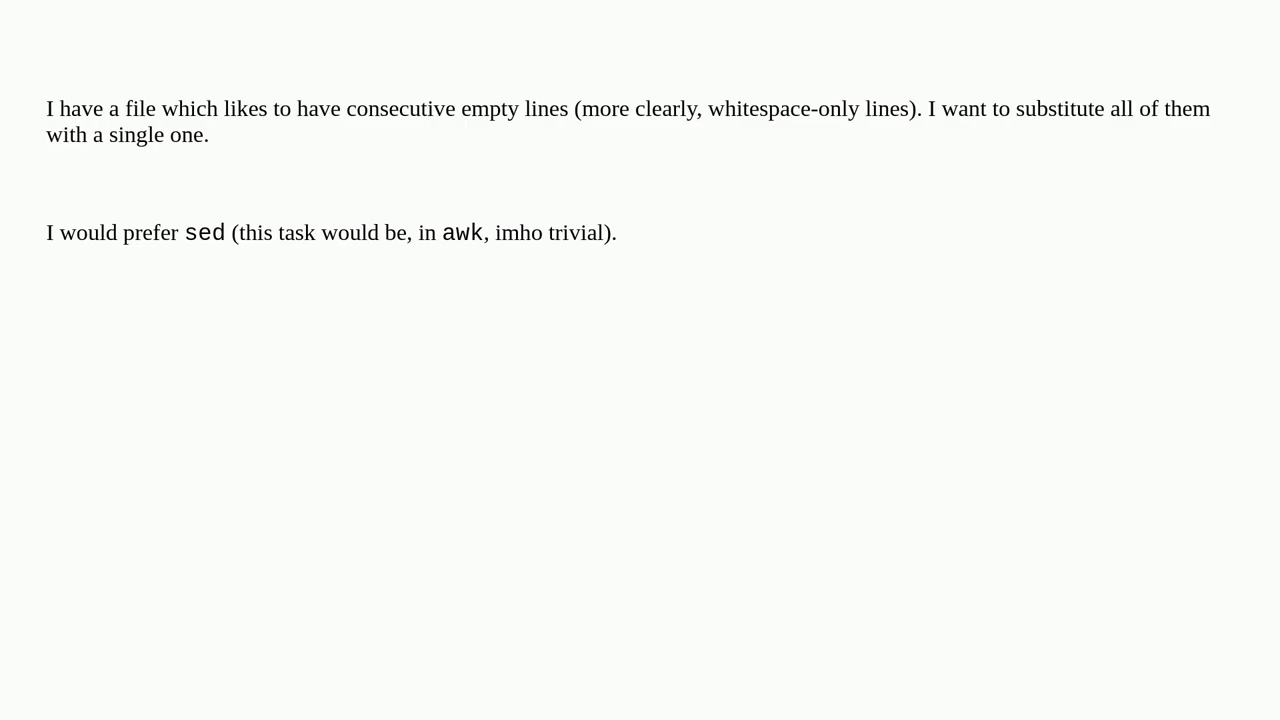 I have a file which likes to have consecutive empty lines (more clearly, whitespace-only lines). I want to substitute all of them
with a single one.
I would prefer sed (this task would be, in awk, imho trivial).